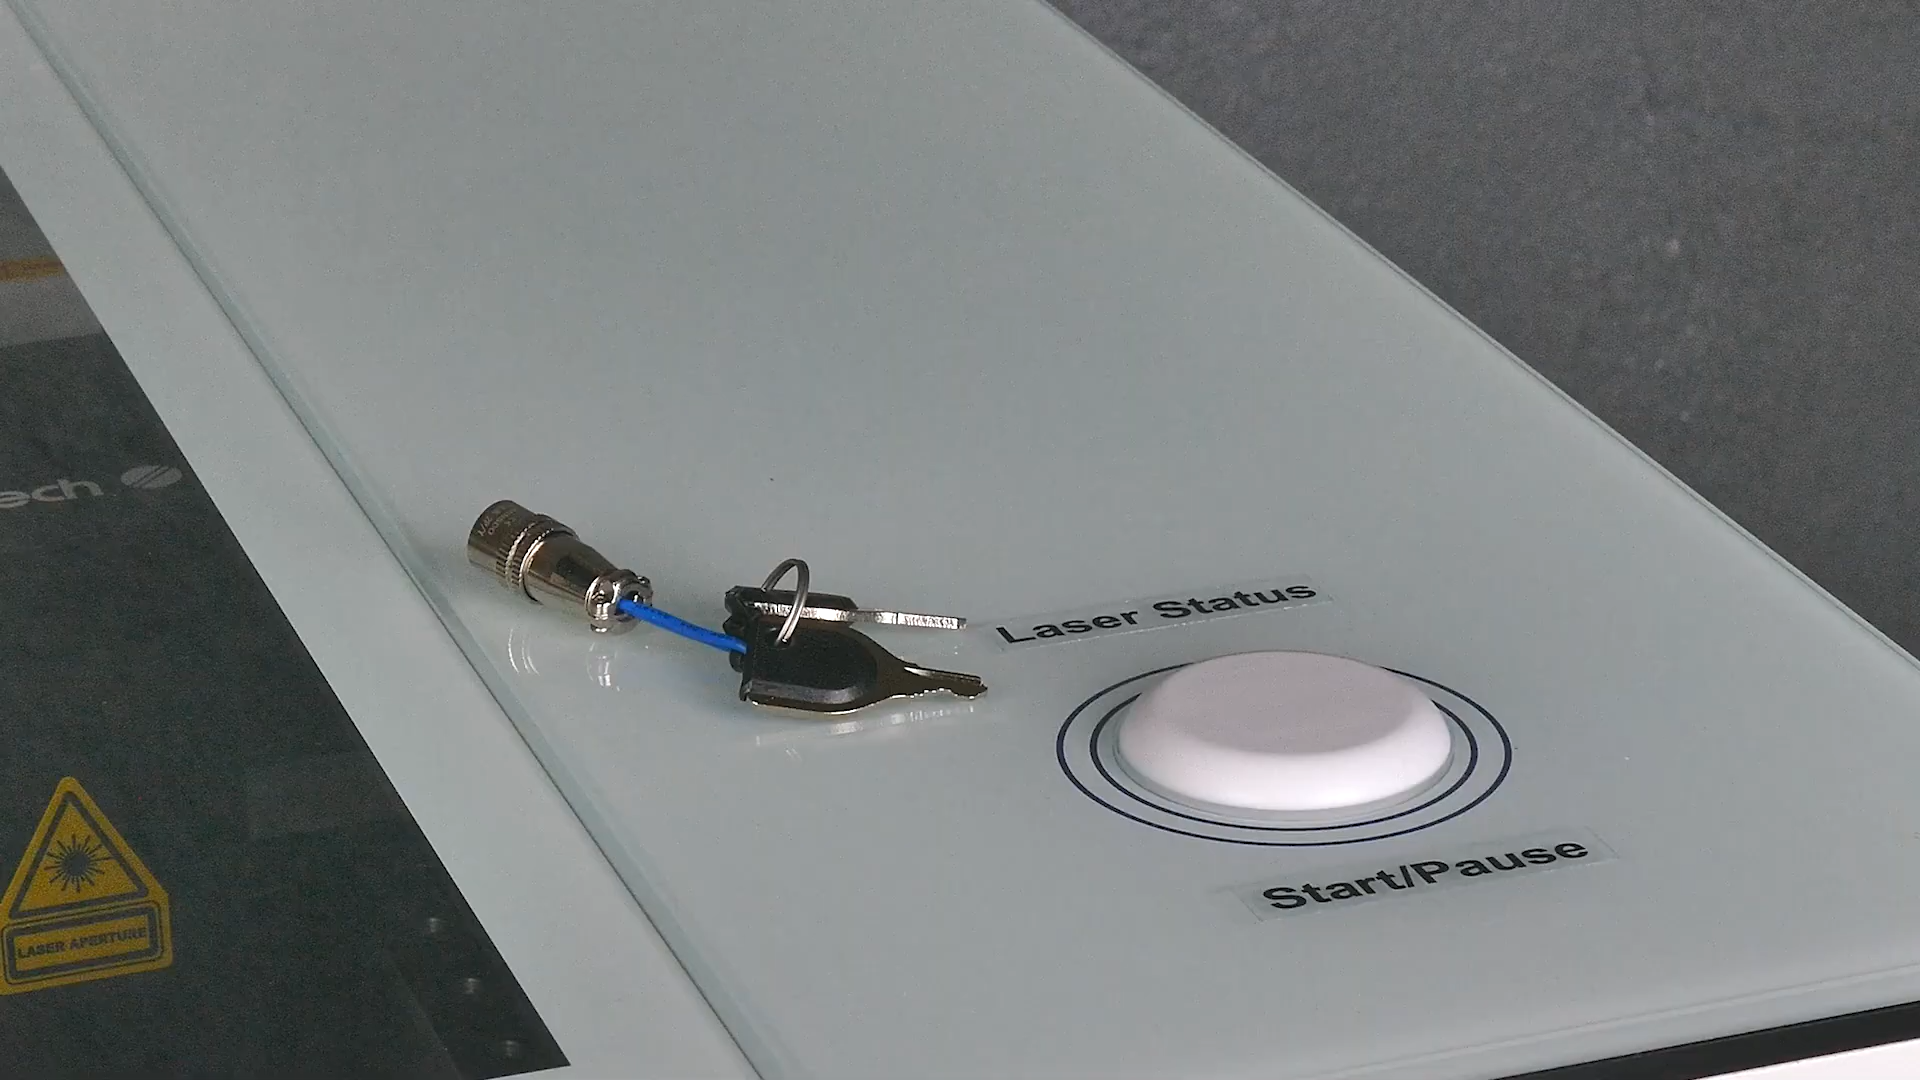 ech
Laser Status
Start/Pause
LASER APERTURE